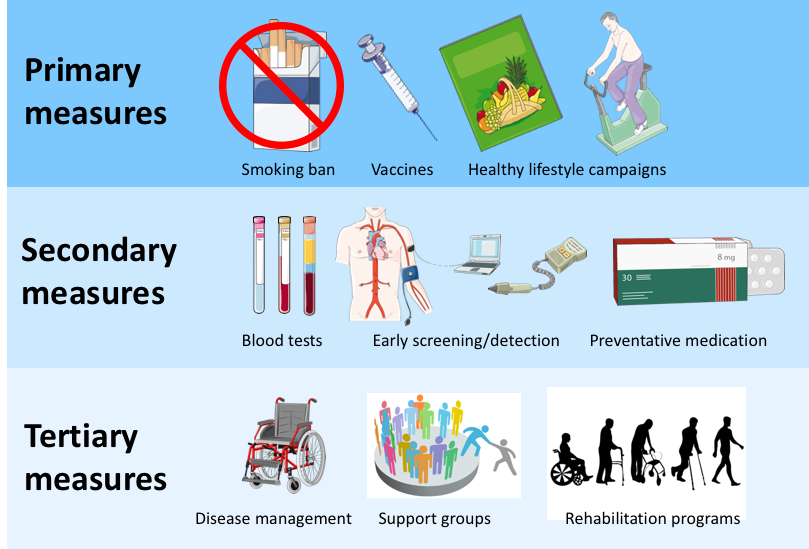 Primary
measures
Smoking ban
Vaccines
Healthy lifestyle campaigns
Secondary
measures
8 mg
30
Blood tests
Early screening/detection
Preventative medication
Tertiary
measures
Disease management
Support groups
Rehabilitation programs